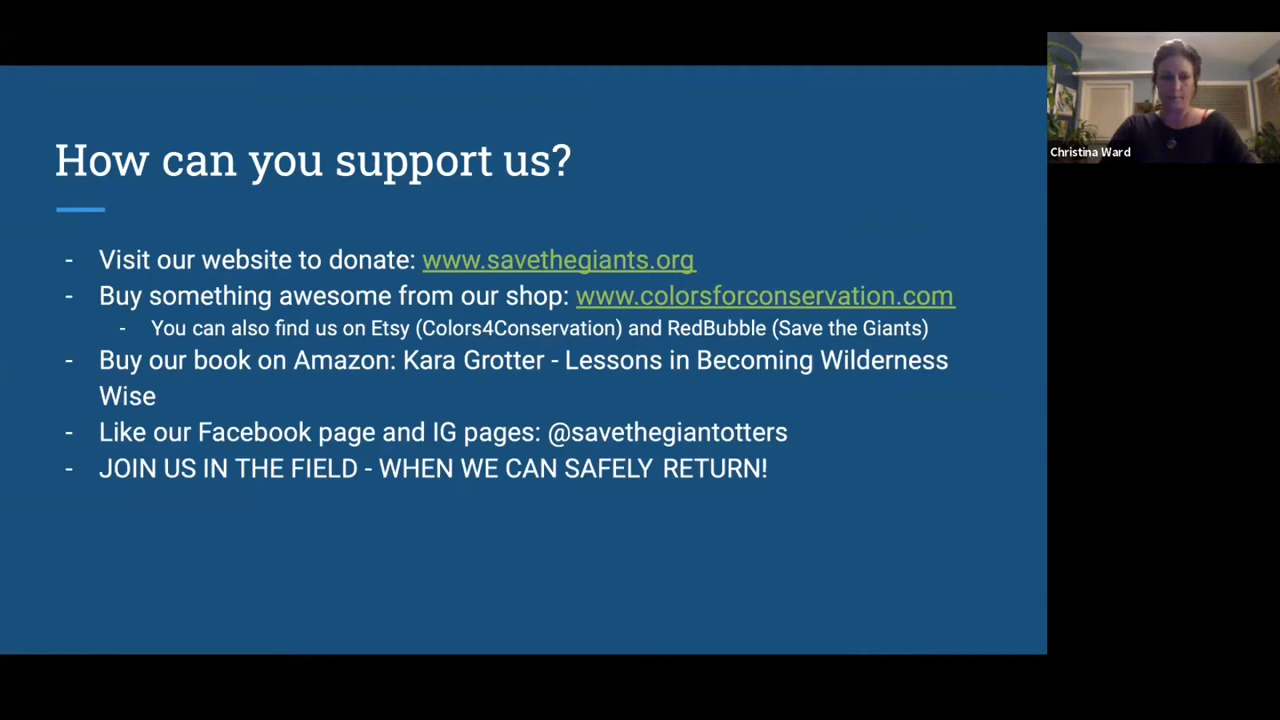 How can you support us?
- Visit our website to donate: www.savethegiants.org
- Buy something awesome from our shop: www.colorsforconservation.com
- You can also find us on Etsy (Colors4Conservation) and RedBubble (Save the Giants)
- Buy our book on Amazon: Kara Grotter - Lessons in Becoming Wilderness
Wise
- Like our Facebook page and IG pages: @savethegiantotters
- JOIN US IN THE FIELD - WHEN WE CAN SAFELY RETURN!
Christina Ward